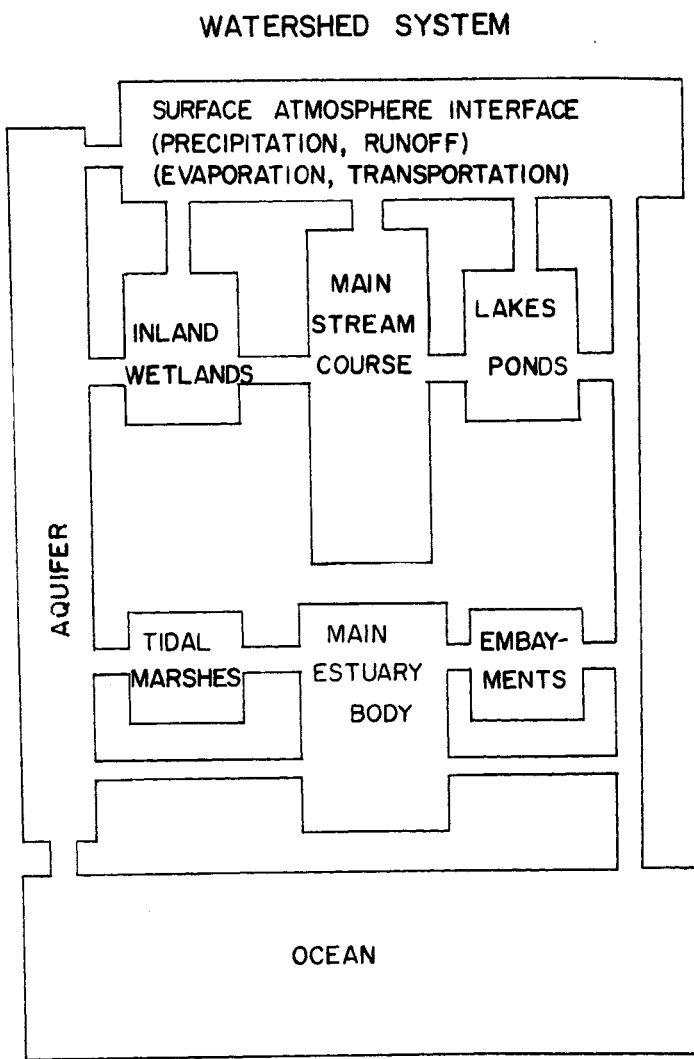 WATERSHED SYSTEM
SURFACE ATMOSPHERE INTERFACE
(PRECIPITATION, RUNOFF)
(EVAPORATION, TRANSPORTATION)
INLAND
WETLANDS
MAIN
STREAM
COURSE
LAKES
PONDS
AQUIFER
TIDAL
MARSHES
MAIN
ESTUARY
BODY
EMBAY-
MENTS
OCEAN